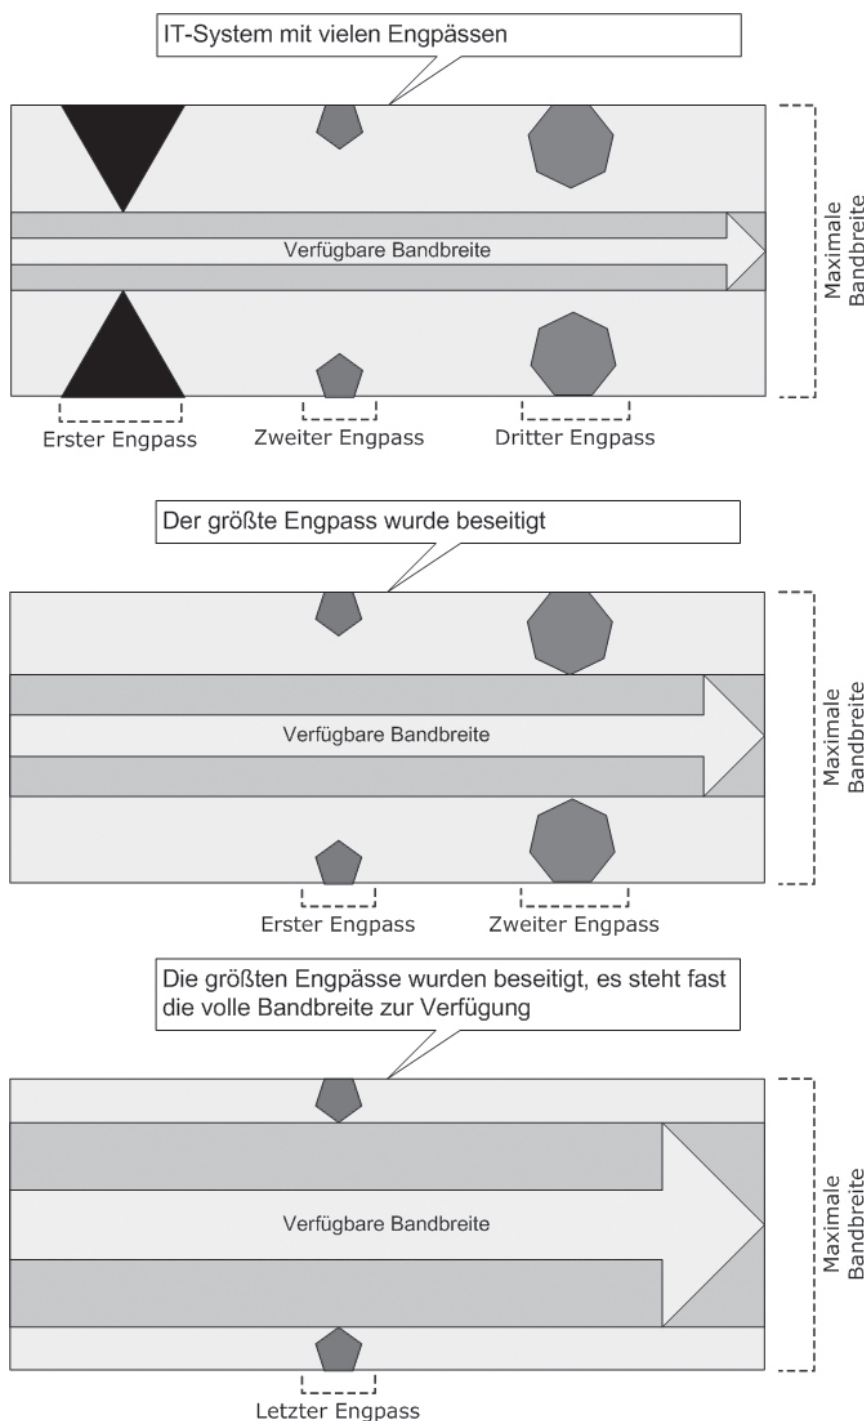 IT-System mit vielen Engpässen
Verfügbare Bandbreite
Maximale
Bandbreite
Erster Engpass
Zweiter Engpass
Dritter Engpass
Der größte Engpass wurde beseitigt
Verfügbare Bandbreite
Maximale
Bandbreite
Erster Engpass
Zweiter Engpass
Die größten Engpässe wurden beseitigt, es steht fast
die volle Bandbreite zur Verfügung
Verfügbare Bandbreite
Maximale
Bandbreite
Letzter Engpass